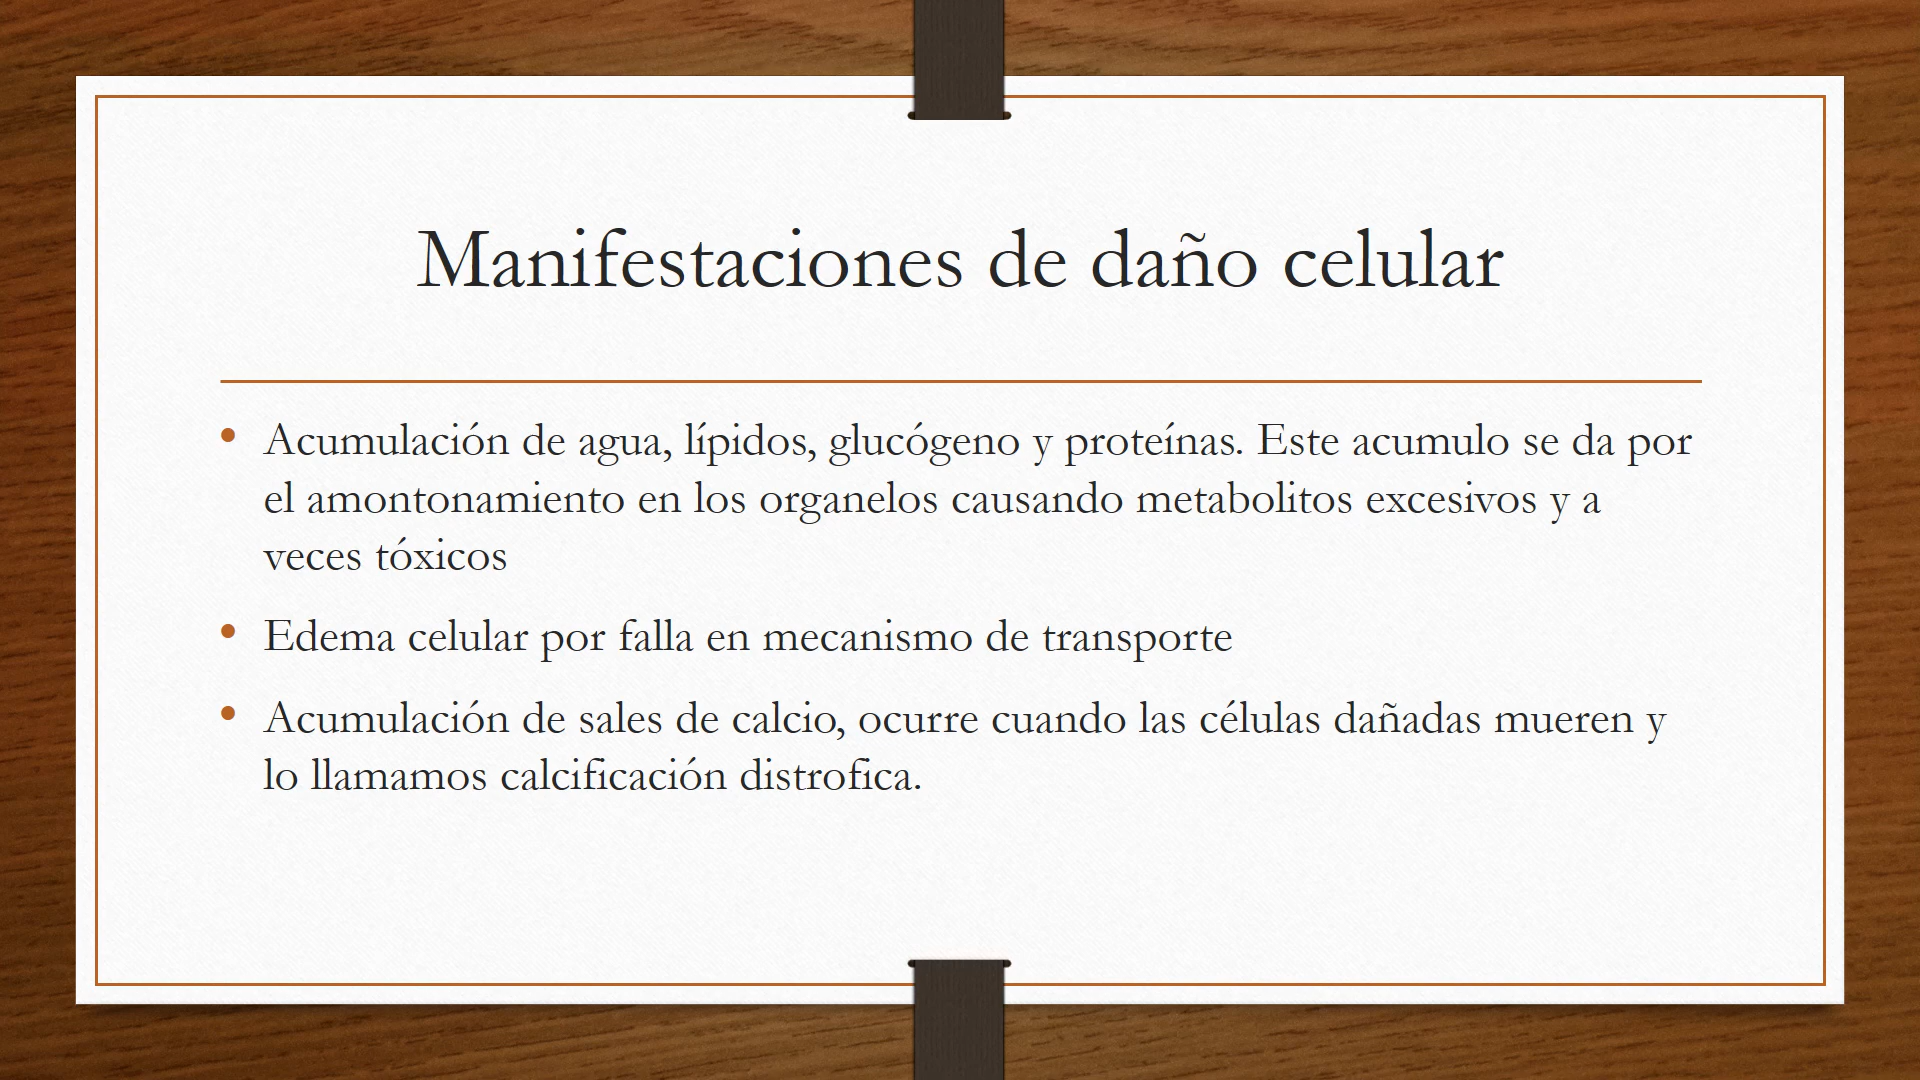 Manifestaciones de daño celular
• Acumulación de agua, lípidos, glucógeno y proteínas. Este acumulo se da por
el amontonamiento en los organelos causando metabolitos excesivos y a
veces tóxicos
• Edema celular por falla en mecanismo de transporte
• Acumulación de sales de calcio, ocurre cuando las células dañadas mueren y
lo llamamos calcificación distrofica.